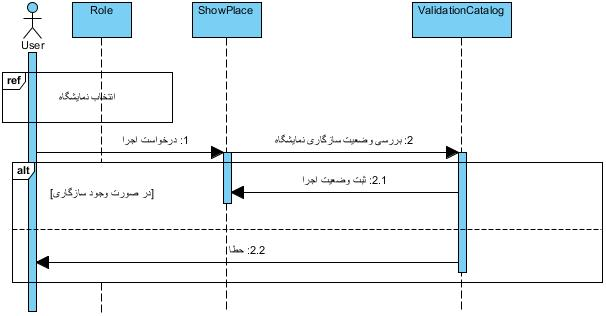 Role
ShowPlace
ValidationCatalog
User
ref
انتخاب نمایشگاه
1: درخواست اجرا
2: بررسی وضعیت سازگاری نمایشگاه
alt
[در صورت وجود سازگاری]
2.1: ثبت وضعیت اجرا
2.2: خطا